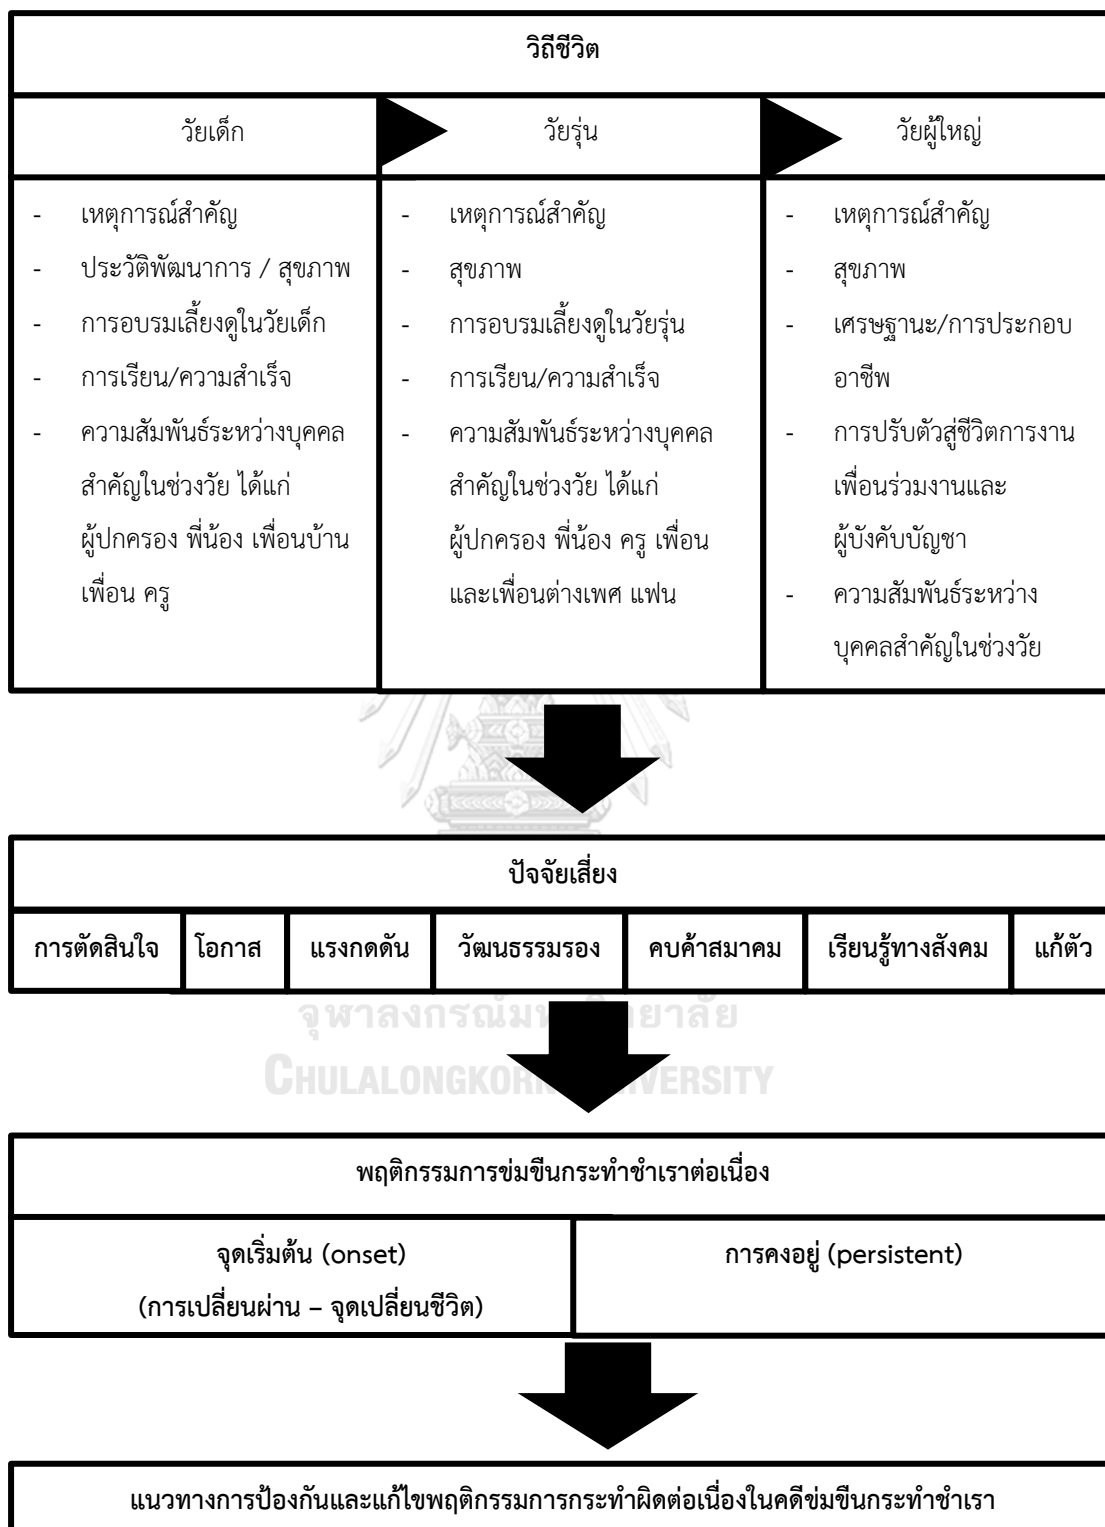 วิถีชีวิต
วัยเด็ก
วัยรุ่น
วัยผู้ใหญ่
- เหตุการณ์สำคัญ
- ประวัติพัฒนาการ / สุขภาพ
- การอบรมเลี้ยงดูในวัยเด็ก
- การเรียน/ความสำเร็จ
- ความสัมพันธ์ระหว่างบุคคล
สำคัญในช่วงวัย ได้แก่
ผู้ปกครอง พี่น้อง เพื่อนบ้าน
เพื่อน ครู
- เหตุการณ์สำคัญ
- สุขภาพ
- การอบรมเลี้ยงดูในวัยรุ่น
- การเรียน/ความสำเร็จ
- ความสัมพันธ์ระหว่างบุคคล
สำคัญในช่วงวัย ได้แก่
ผู้ปกครอง พี่น้อง ครู เพื่อน
และเพื่อนต่างเพศ แฟน
- เหตุการณ์สำคัญ
- สุขภาพ
- เศรษฐานะ/การประกอบ
อาชีพ
- การปรับตัวสู่ชีวิตการงาน
เพื่อนร่วมงานและ
ผู้บังคับบัญชา
- ความสัมพันธ์ระหว่าง
บุคคลสำคัญในช่วงวัย
ปัจจัยเสี่ยง
การตัดสินใจ
โอกาส
แรงกดดัน
วัฒนธรรมรอง
คบค้าสมาคม
เรียนรู้ทางสังคม
แก้ตัว
CHULALONGKORN
พฤติกรรมการข่มขืนกระทำชำเราต่อเนื่อง
จุดเริ่มต้น (onset)
(การเปลี่ยนผ่าน – จุดเปลี่ยนชีวิต)
การคงอยู่ (persistent)
แนวทางการป้องกันและแก้ไขพฤติกรรมการกระทำผิดต่อเนื่องในคดีข่มขืนกระทำชำเรา